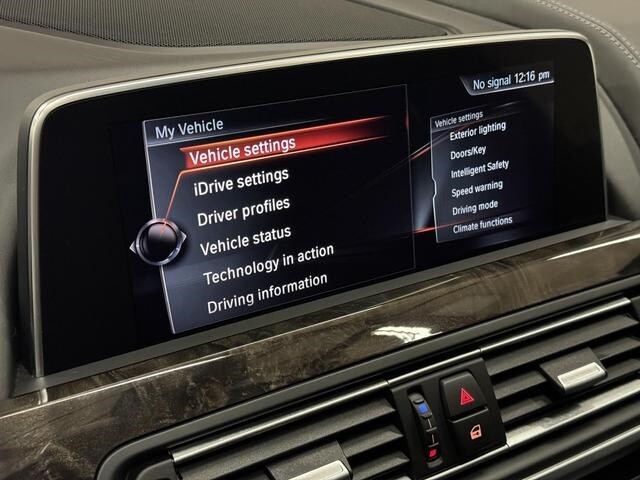 No signal 12:16 pm
My Vehicle
Vehicle settings
iDrive settings
Driver profiles
Vehicle status
Technology in action
Driving information
Vehicle settings
Exterior lighting
Doors/Key
Intelligent Safety
Speed warning
Driving mode
Climate functions